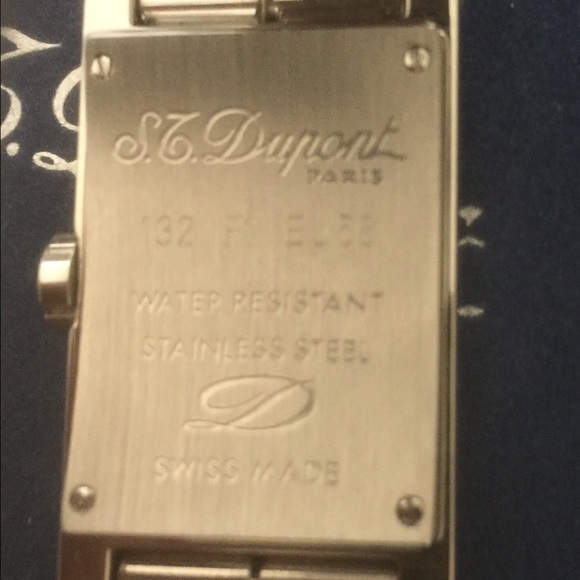 S.T. Dupont
PARIS
132
WATER RESISTANT
STAINLESS STEEL
D
SWISS MADE